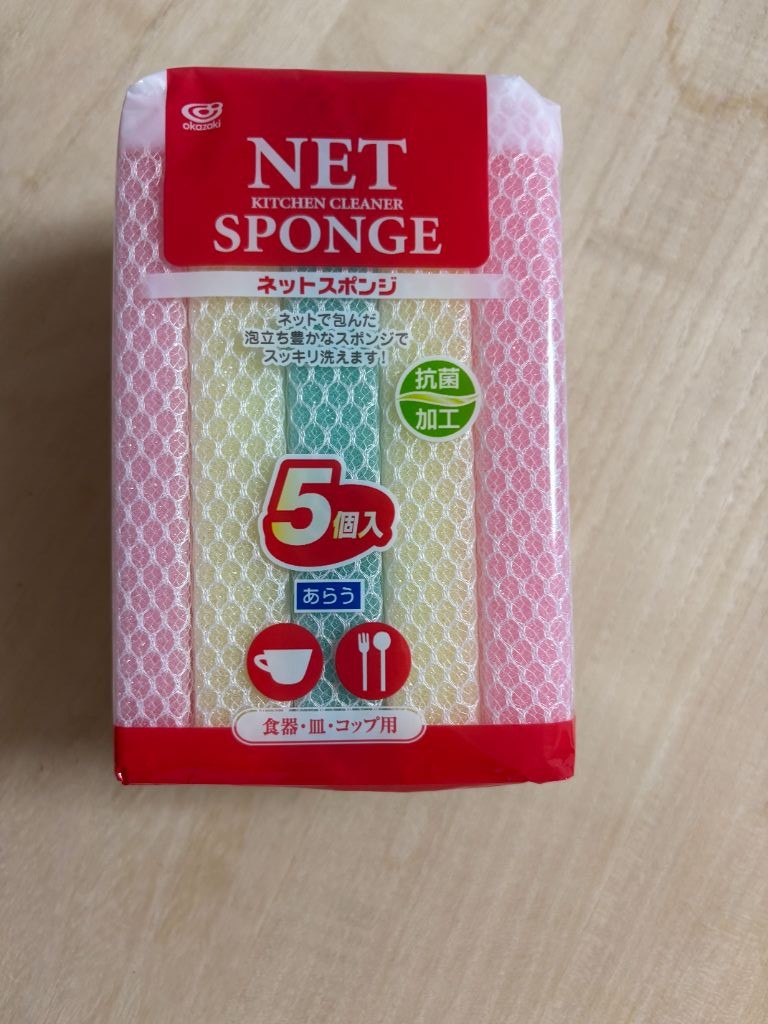 okazaki
NET
KITCHEN CLEANER
SPONGE
ネットスポンジ
ネットで包んだ
泡立ち豊かなスポンジで
スッキリ洗えます!
抗菌
加工
5個入
あらう
食器・皿・コップ用